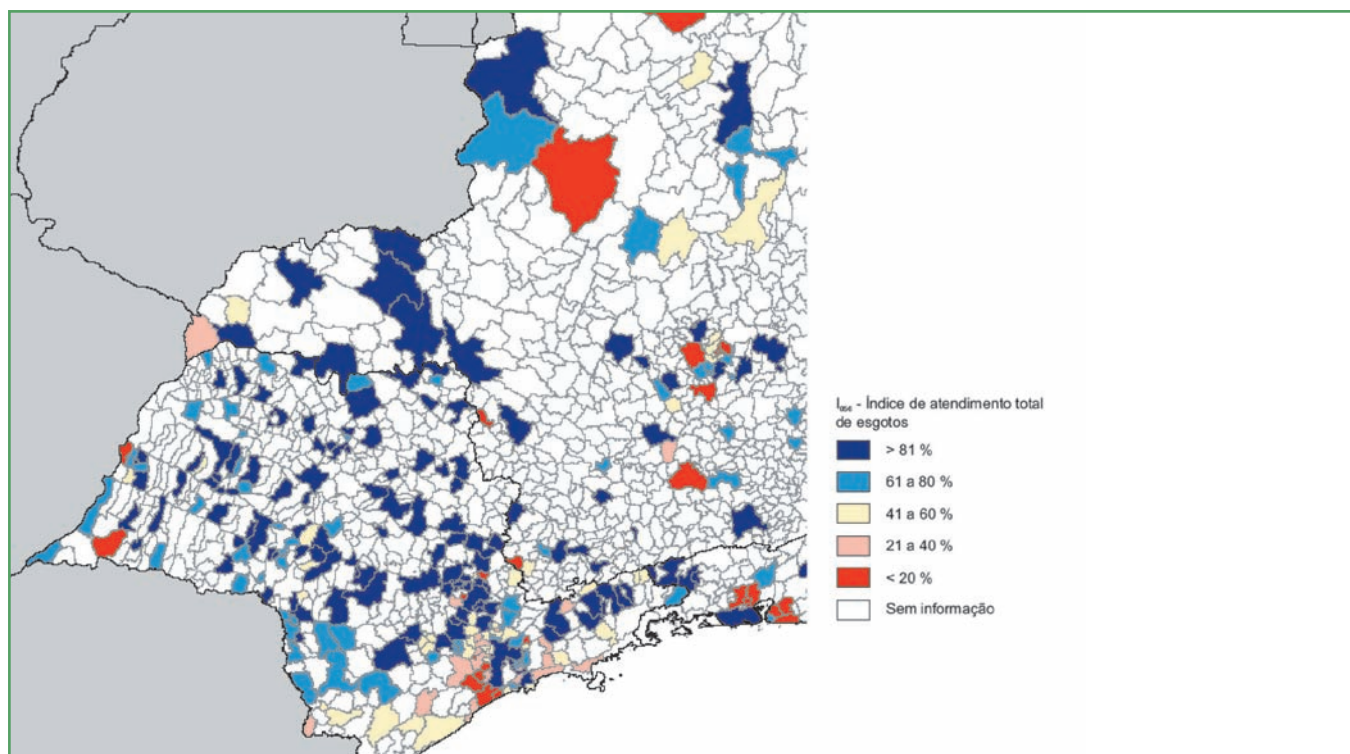 I₀₅₆ - Índice de atendimento total
de esgotos
> 81 %
61 a 80 %
41 a 60 %
21 a 40 %
< 20 %
Sem informação